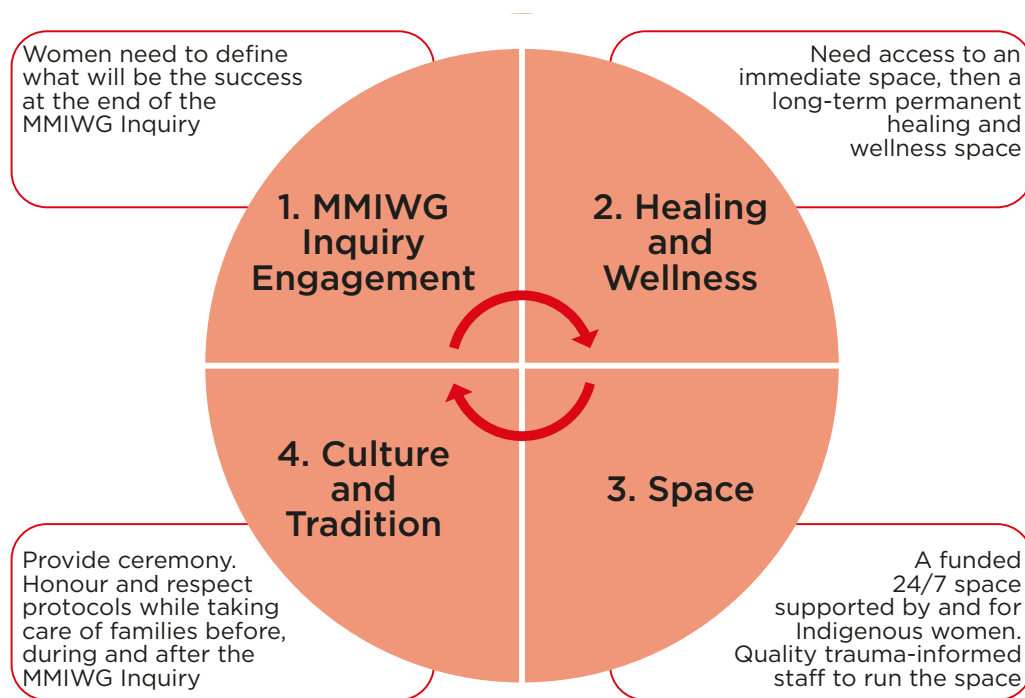 Women need to define
what will be the success
at the end of the
MMIWG Inquiry
Need access to an
immediate space, then a
long-term permanent
healing and
wellness space
1. MMIWG
Inquiry
Engagement
2. Healing
and
Wellness
3. Space
4. Culture
and
Tradition
A funded
24/7 space
supported by and for
Indigenous women.
Quality trauma-informed
staff to run the space
Provide ceremony.
Honour and respect
protocols while taking
care of families before,
during and after the
MMIWG Inquiry